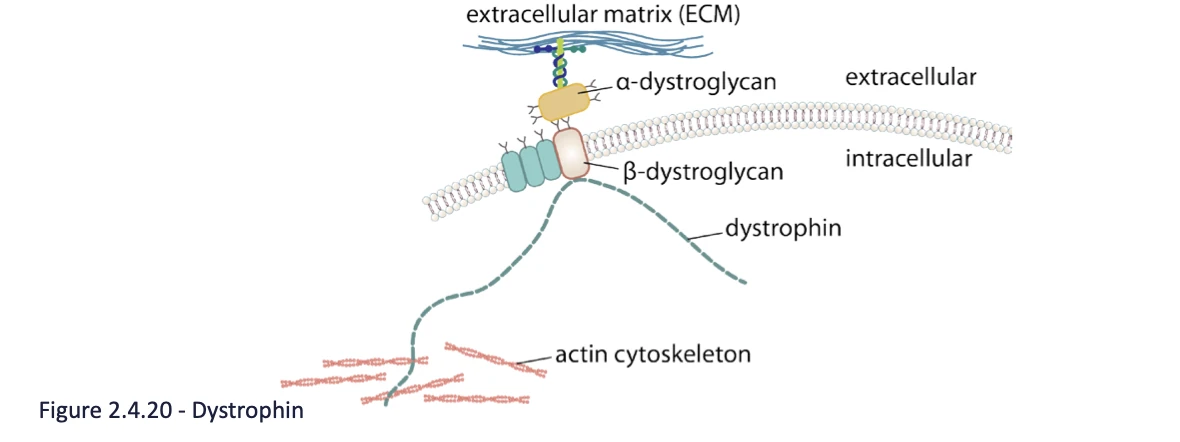 extracellular matrix (ECM)
α-dystroglycan
extracellular
intracellular
β-dystroglycan
dystrophin
actin cytoskeleton
Figure 2.4.20 - Dystrophin